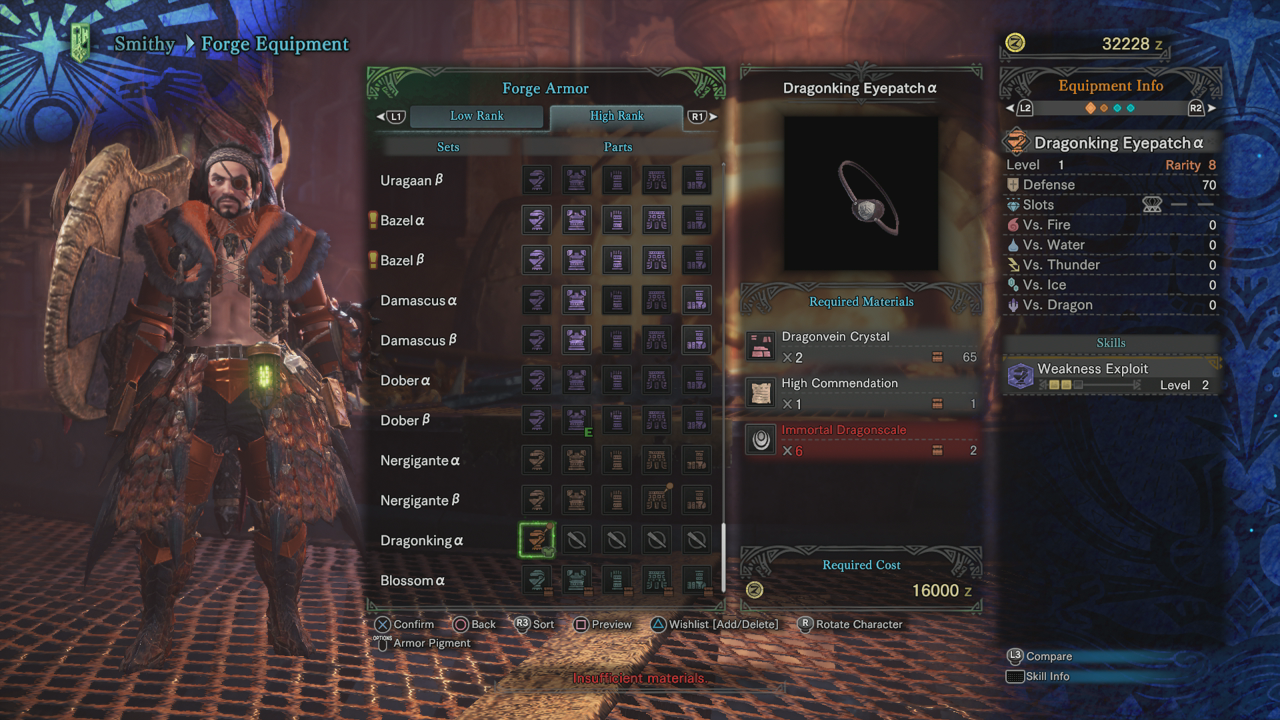 Smithy Forge Equipment
32228 z
Forge Armor
L1 Low Rank High Rank R1
Sets Parts
Uragaan β
Bazel α
Bazel β
Damascus α
Damascus β
Dober α
Dober β
E
Nergigante α
Nergigante β
Dragonking α
Blossom α
Dragonking Eyepatch α
Required Materials
Dragonvein Crystal
× 2 65
High Commendation
× 1 1
Immortal Dragonscale
× 6 2
Required Cost
16000 z
Equipment Info
L2 R2
Dragonking Eyepatch α
Level 1 Rarity 8
Defense 70
Slots — —
Vs. Fire 0
Vs. Water 0
Vs. Thunder 0
Vs. Ice 0
Vs. Dragon 0
Skills
Weakness Exploit
Level 2
Confirm Back R3 Sort Preview Wishlist [Add/Delete] R Rotate Character
OPTIONS Armor Pigment
Insufficient materials.
L3 Compare
Skill Info